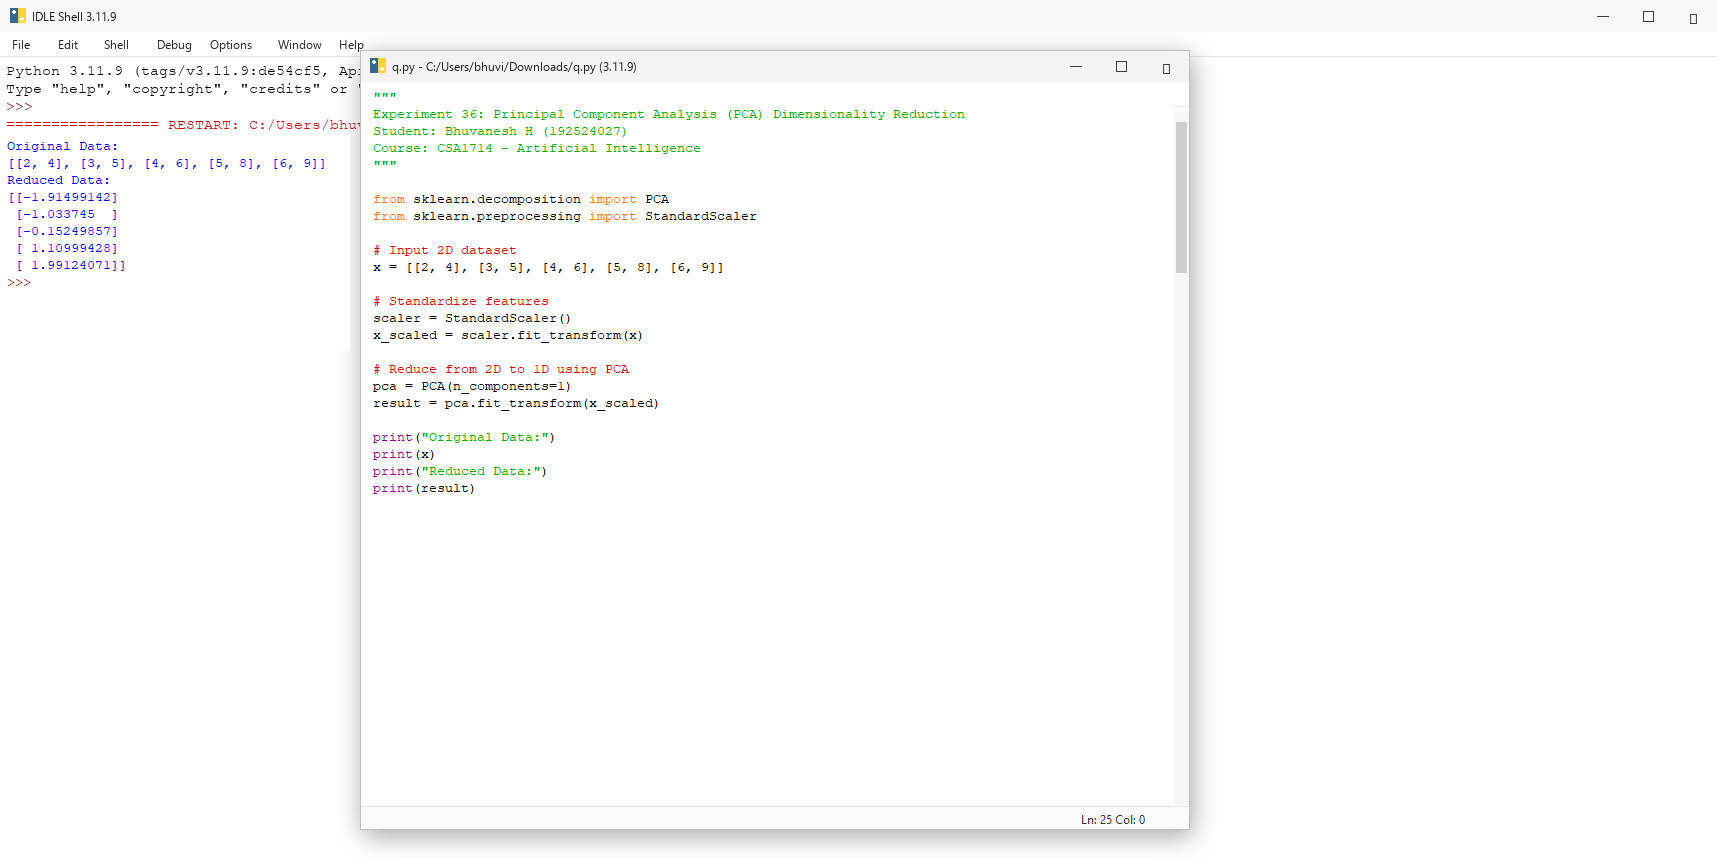 IDLE Shell 3.11.9
File Edit Shell Debug Options Window Help
Python 3.11.9 (tags/v3.11.9:de54cf5,
Type "help", "copyright", "credits" or
>>>
================= RESTART: C:/Users/bhuv
Original Data:
[[2, 4], [3, 5], [4, 6], [5, 8], [6, 9]]
Reduced Data:
[[-1.91499142]
 [-1.033745  ]
 [-0.15249857]
 [ 1.10999428]
 [ 1.99124071]]
>>>
q.py - C:/Users/bhuvi/Downloads/q.py (3.11.9)
"""
Experiment 36: Principal Component Analysis (PCA) Dimensionality Reduction
Student: Bhuvanesh H (192524027)
Course: CSA1714 - Artificial Intelligence
"""
from sklearn.decomposition import PCA
from sklearn.preprocessing import StandardScaler
# Input 2D dataset
x = [[2, 4], [3, 5], [4, 6], [5, 8], [6, 9]]
# Standardize features
scaler = StandardScaler()
x_scaled = scaler.fit_transform(x)
# Reduce from 2D to 1D using PCA
pca = PCA(n_components=1)
result = pca.fit_transform(x_scaled)
print("Original Data:")
print(x)
print("Reduced Data:")
print(result)
Ln: 25 Col: 0